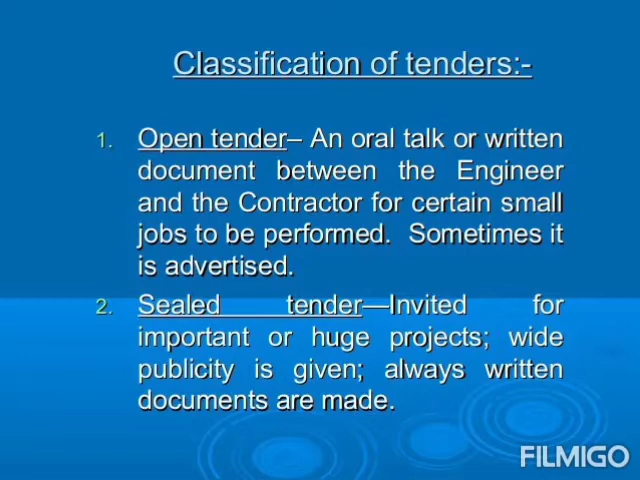 Classification of tenders:-
1. Open tender– An oral talk or written
document between the Engineer
and the Contractor for certain small
jobs to be performed. Sometimes it
is advertised.
2. Sealed tender—Invited for
important or huge projects; wide
publicity is given; always written
documents are made.
FILMIGO